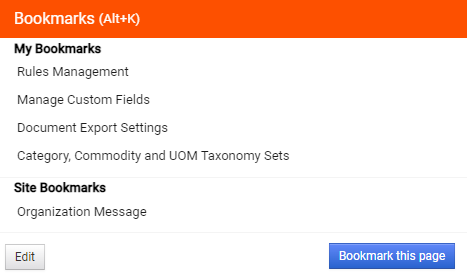 Bookmarks (Alt+K)
My Bookmarks
Rules Management
Manage Custom Fields
Document Export Settings
Category, Commodity and UOM Taxonomy Sets
Site Bookmarks
Organization Message
Edit
Bookmark this page